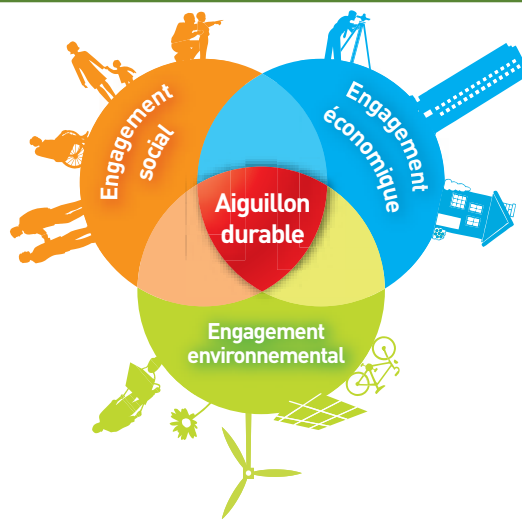 Engagement
social
Engagement
économique
Aiguillon
durable
Engagement
environnemental